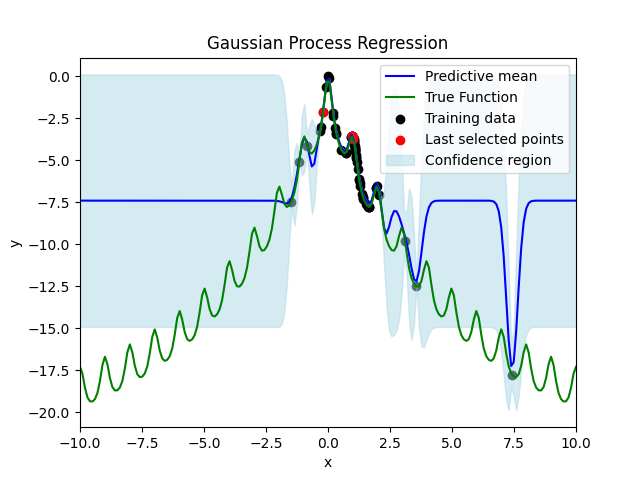 Gaussian Process Regression
Predictive mean
True Function
Training data
Last selected points
Confidence region
0.0
−2.5
−5.0
−7.5
−10.0
−12.5
−15.0
−17.5
−20.0
y
−10.0 −7.5 −5.0 −2.5 0.0 2.5 5.0 7.5 10.0
x